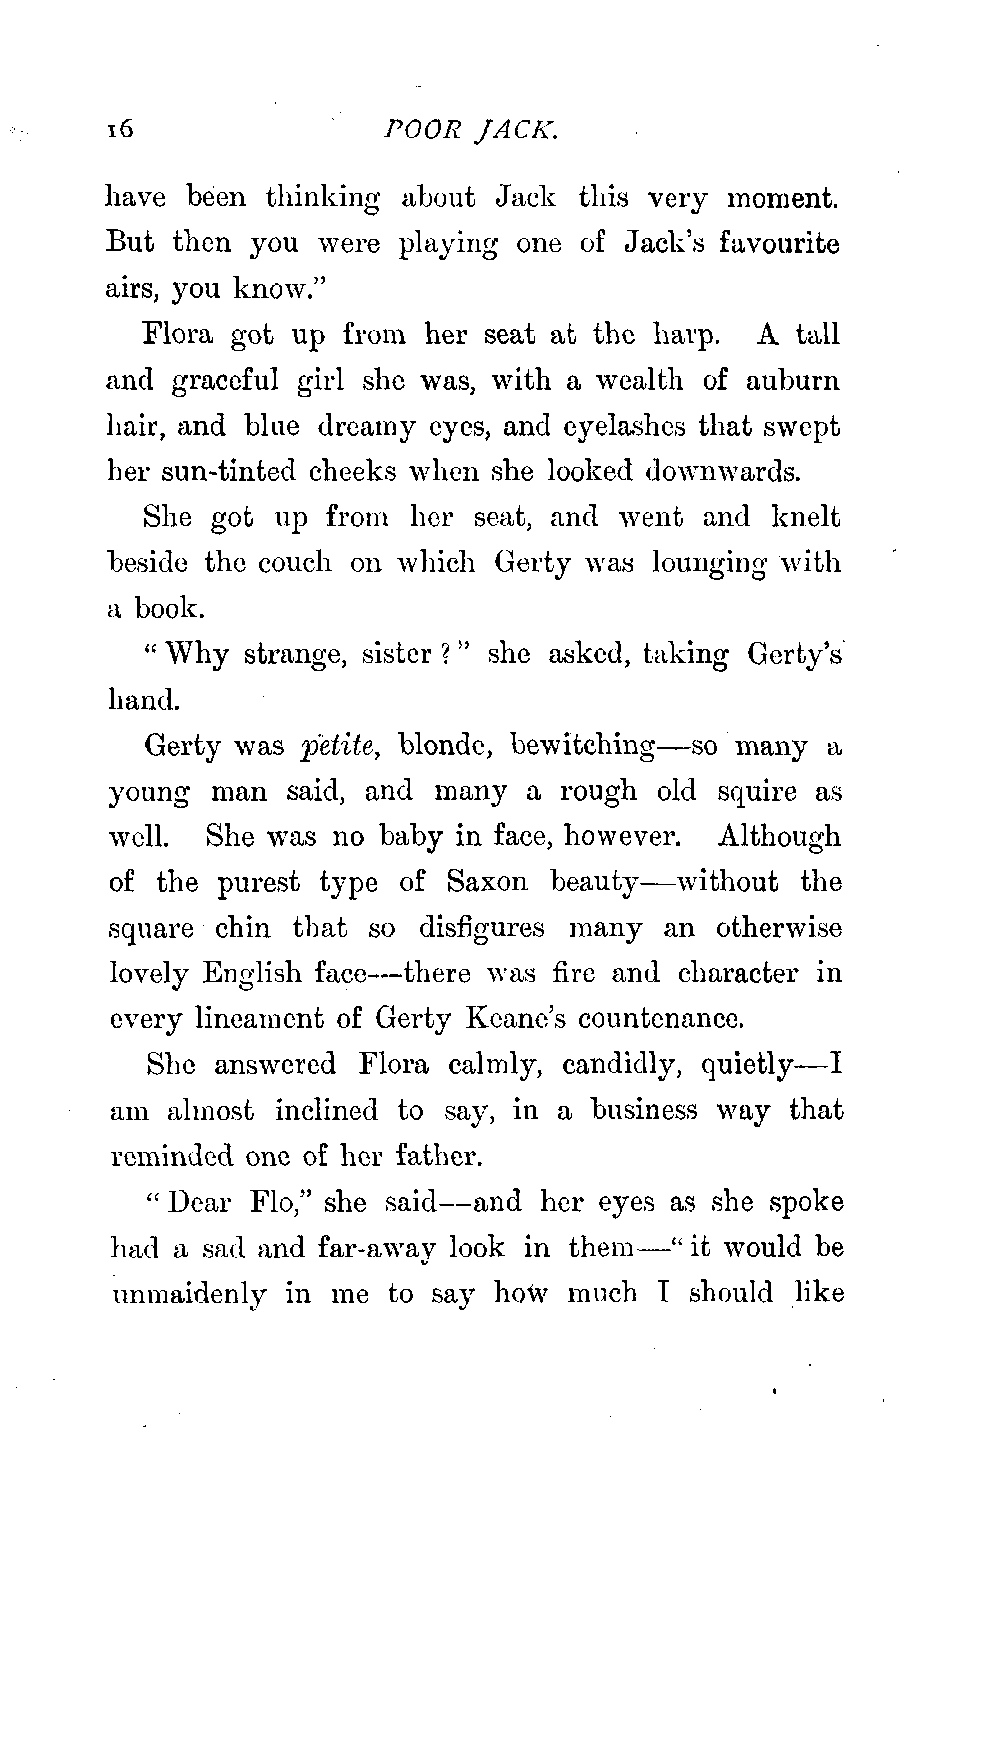 16 POOR JACK.
have been thinking about Jack this very moment.
But then you were playing one of Jack's favourite
airs, you know."
Flora got up from her seat at the harp. A tall
and graceful girl she was, with a wealth of auburn
hair, and blue dreamy eyes, and eyelashes that swept
her sun-tinted cheeks when she looked downwards.
She got up from her seat, and went and knelt
beside the couch on which Gerty was lounging with
a book.
"Why strange, sister?" she asked, taking Gerty's
hand.
Gerty was petite, blonde, bewitching—so many a
young man said, and many a rough old squire as
well. She was no baby in face, however. Although
of the purest type of Saxon beauty—without the
square chin that so disfigures many an otherwise
lovely English face—there was fire and character in
every lineament of Gerty Keane's countenance.
She answered Flora calmly, candidly, quietly—I
am almost inclined to say, in a business way that
reminded one of her father.
"Dear Flo," she said—and her eyes as she spoke
had a sad and far-away look in them—"it would be
unmaidenly in me to say how much I should like